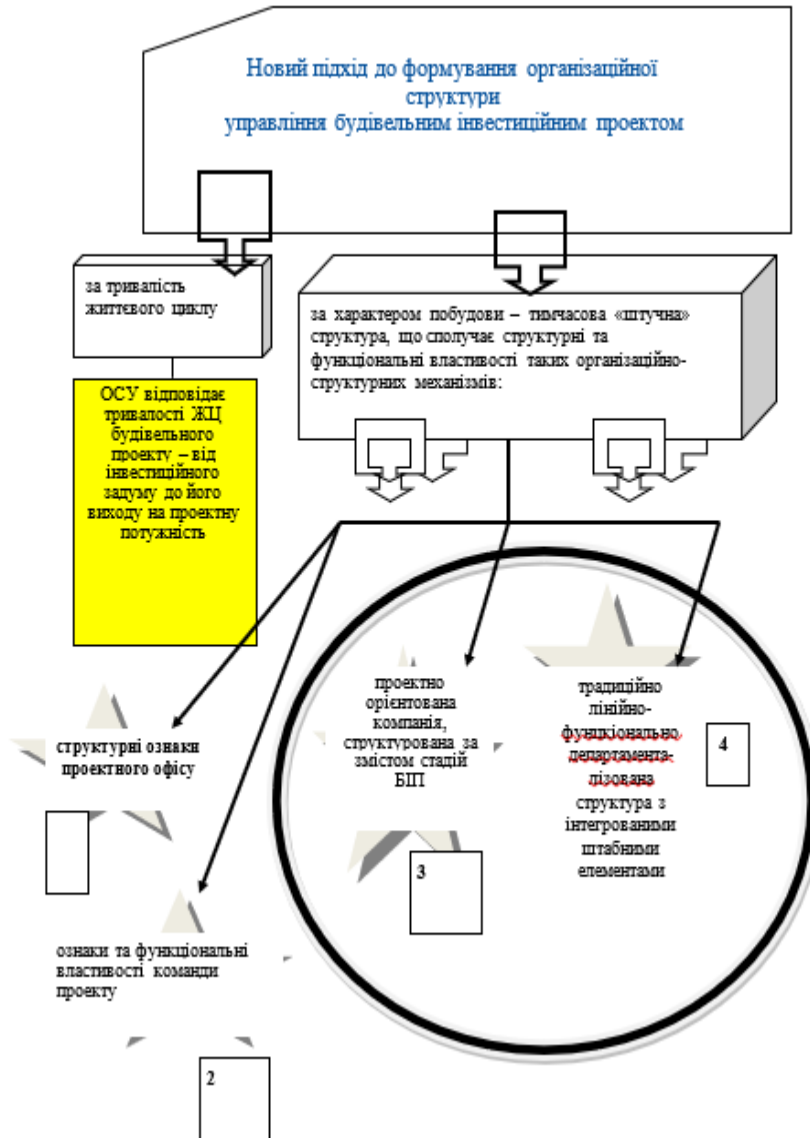 Новий підхід до формування організаційної
структури
управління будівельним інвестиційним проектом
за тривалість
життєвого циклу
за характером побудови – тимчасова «штучна»
структура, що сполучає структурні та
функціональні властивості таких організаційно-
структурних механізмів:
ОСУ відповідає
тривалості ЖЦ
будівельного
проекту – від
інвестиційного
задуму до його
виходу на проектну
потужність
структурні ознаки
проектного офісу
ознаки та функціональні
властивості команди
проекту
2
проектно
орієнтована
компанія,
структурована за
змістом стадій
БІП
3
традиційно
лінійно-
функціонально
департамента-
лізована
структура з
інтегрованими
штабними
елементами
4